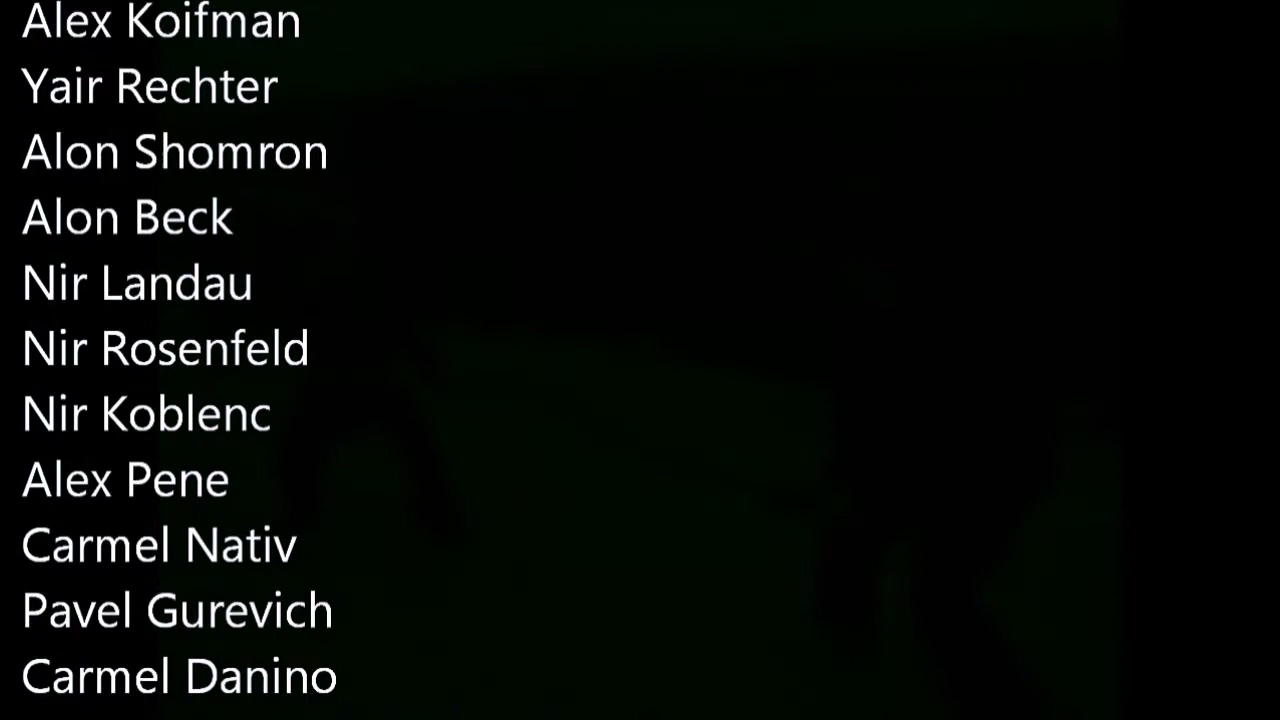 Alex Koifman
Yair Rechter
Alon Shomron
Alon Beck
Nir Landau
Nir Rosenfeld
Nir Koblenc
Alex Pene
Carmel Nativ
Pavel Gurevich
Carmel Danino